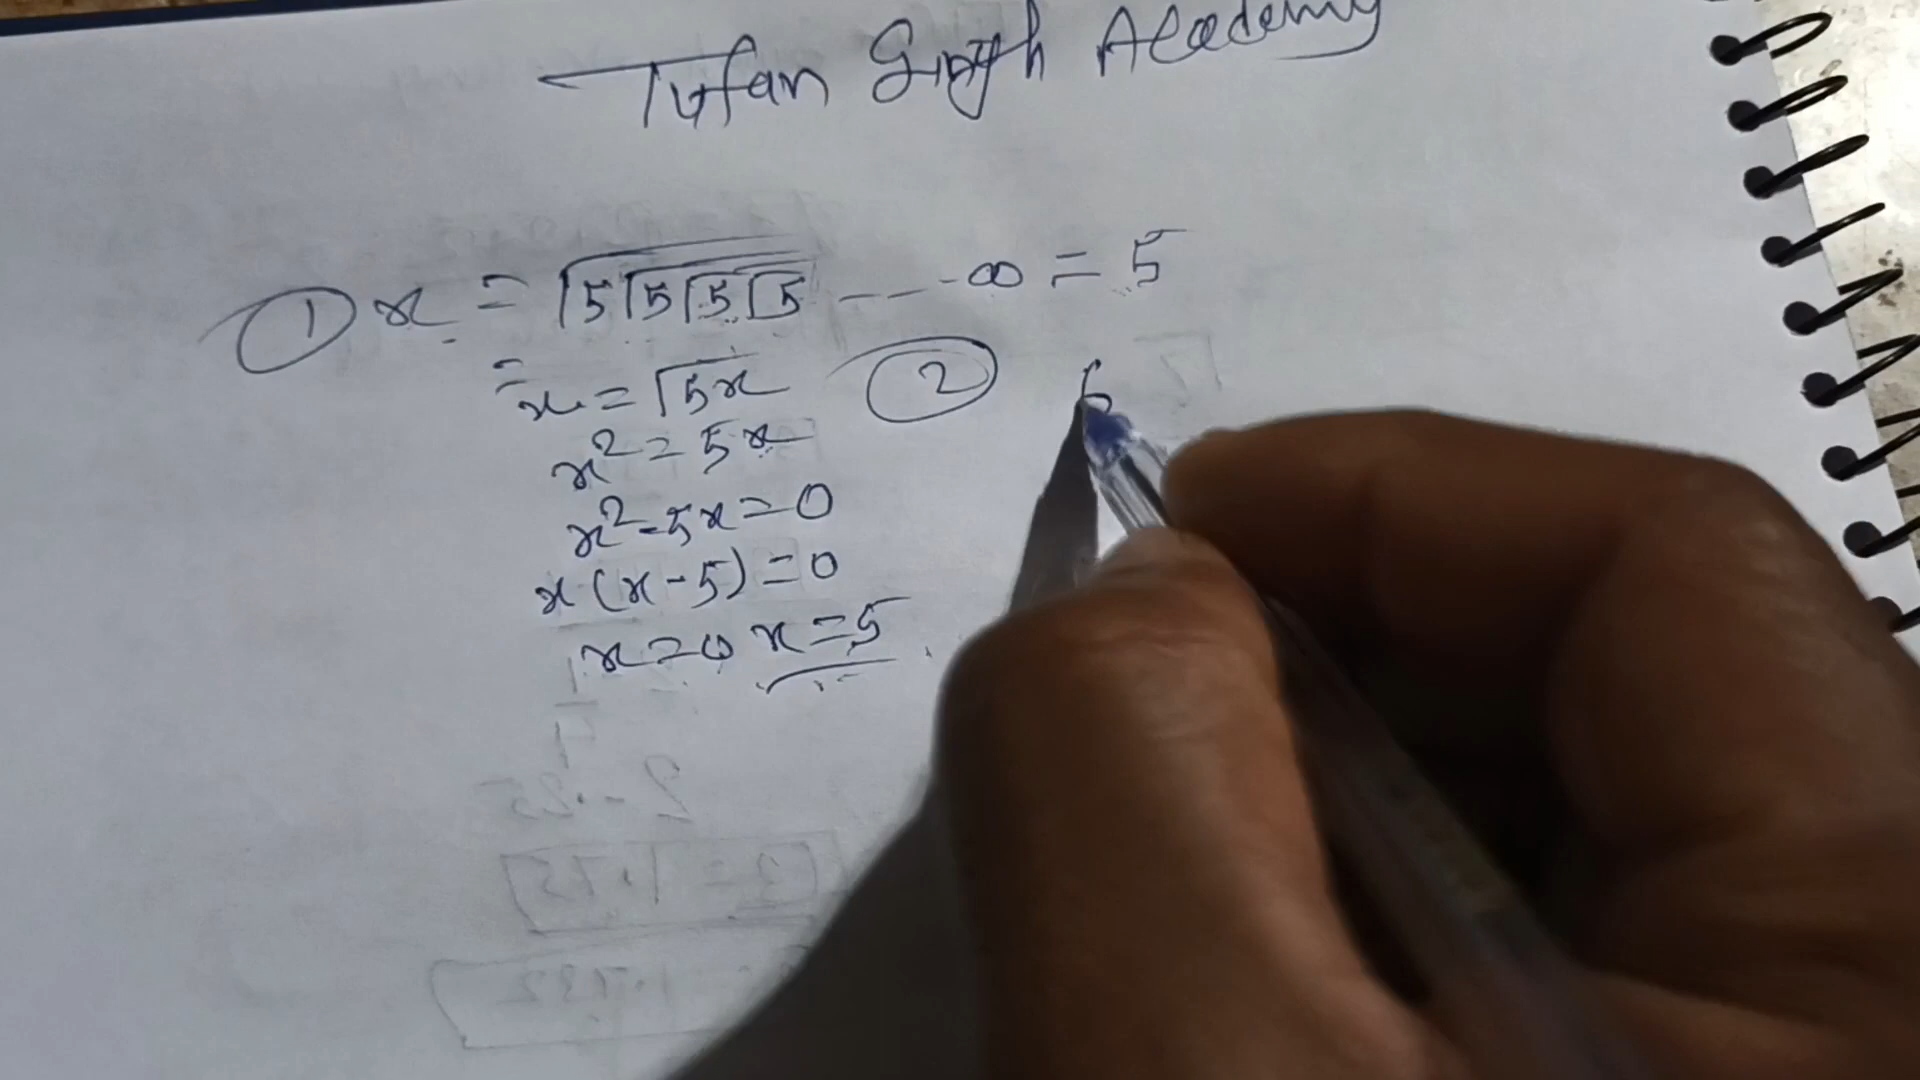 Tufan Singh Academy
① x = √5√5√5√5 ---∞ = 5
= x = √5x
x² = 5x
x² - 5x = 0
x (x - 5) = 0
x = 0 x = 5
② 6